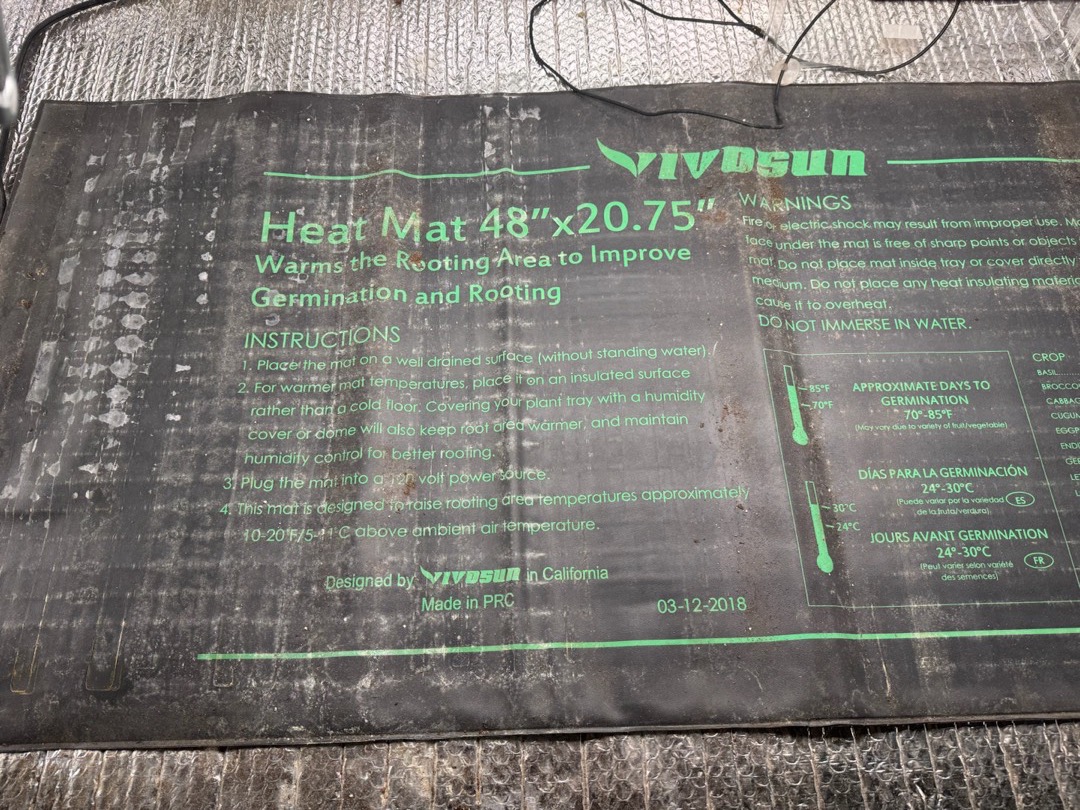 VIVOSUN
Heat Mat 48"x20.75"
Warms the Rooting Area to Improve
Germination and Rooting
INSTRUCTIONS
1. Place the mat on a well drained surface (without standing water).
2. For warmer mat temperatures, place it on an insulated surface
rather than a cold floor. Covering your plant tray with a humidity
cover or dome will also keep root area warmer, and maintain
humidity control for better rooting.
3. Plug the mat into a 120 volt power source.
4. This mat is designed to raise rooting area temperatures approximately
10-20°F/5-11°C above ambient air temperature.
Designed by VIVOSUN in California
Made in PRC
03-12-2018
WARNINGS
Fire or electric shock may result from improper use.
face under the mat is free of sharp points or objects
mat. Do not place mat inside tray or cover directly
medium. Do not place any heat insulating
cause it to overheat.
DO NOT IMMERSE IN WATER.
85°F
70°F
APPROXIMATE DAYS TO
GERMINATION
70°-85°F
(May vary due to variety of fruit/vegetable)
DÍAS PARA LA GERMINACIÓN
24°-30°C
(Puede variar por la variedad
de la fruta/verdura)
ES
30°C
24°C
JOURS AVANT GERMINATION
24°-30°C
(Peut varier selon variété
des semences)
FR
CROP
BASIL